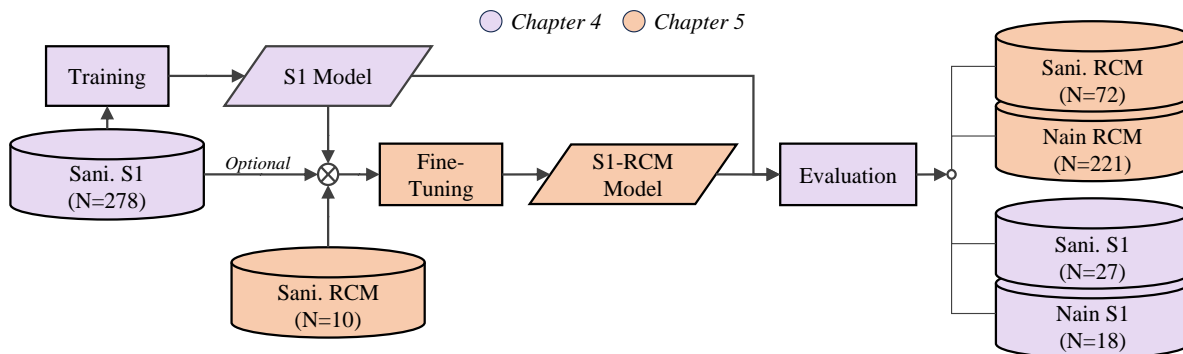 Chapter 4
Chapter 5
Training
S1 Model
Sani. S1
(N=278)
Optional
Fine-
Tuning
S1-RCM
Model
Evaluation
Sani. RCM
(N=10)
Sani. RCM
(N=72)
Nain RCM
(N=221)
Sani. S1
(N=27)
Nain S1
(N=18)